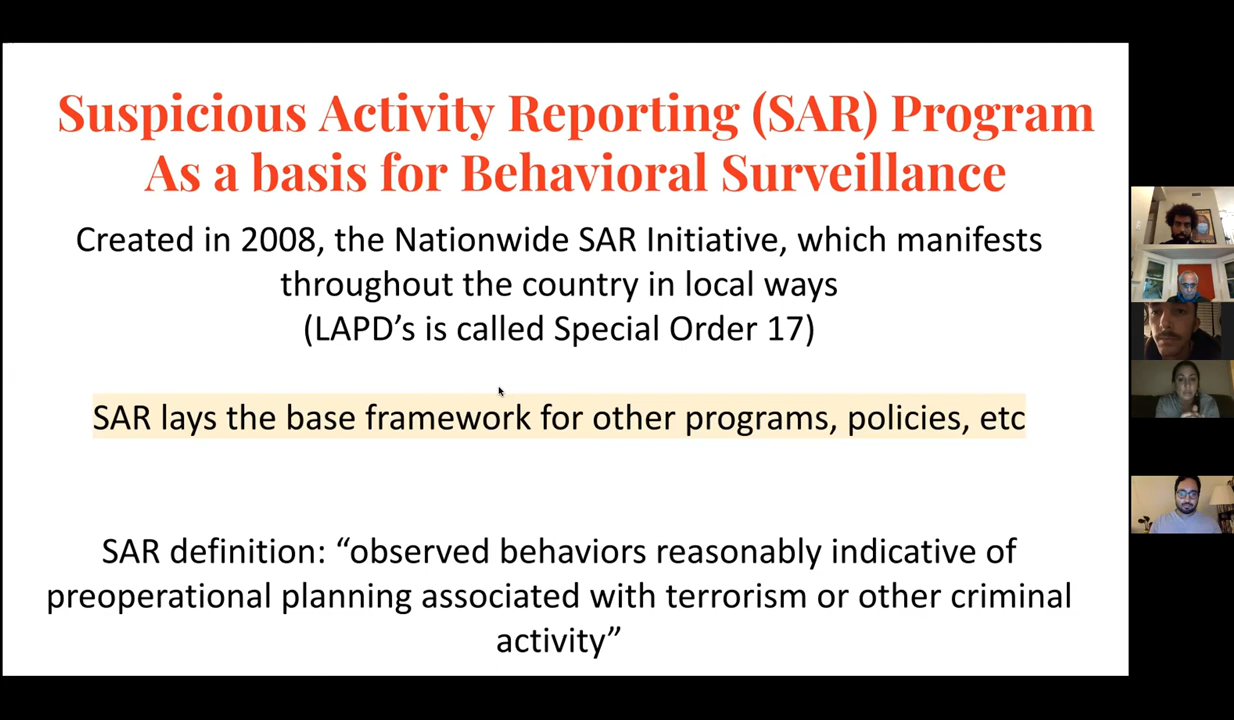 Suspicious Activity Reporting (SAR) Program
As a basis for Behavioral Surveillance
Created in 2008, the Nationwide SAR Initiative, which manifests
throughout the country in local ways
(LAPD’s is called Special Order 17)
SAR lays the base framework for other programs, policies, etc
SAR definition: “observed behaviors reasonably indicative of
preoperational planning associated with terrorism or other criminal
activity”